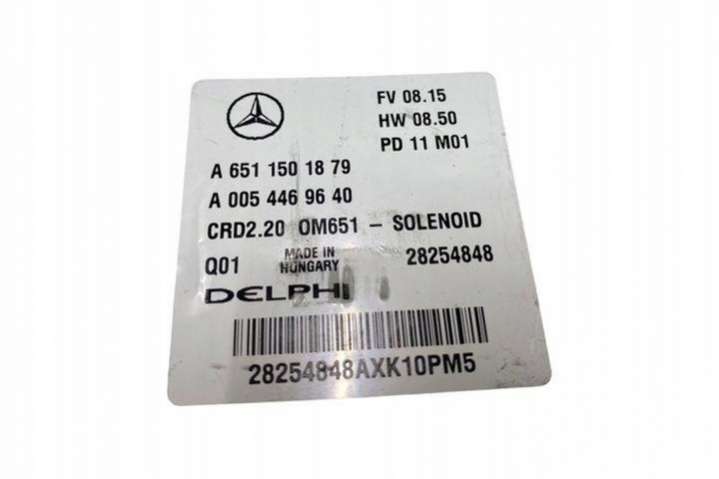 FV 08.15
HW 08.50
PD 11 M01
A 651 150 18 79
A 005 446 96 40
CRD2.20 OM651 – SOLENOID
Q01 MADE IN HUNGARY 28254848
DELPHI
28254848AXK10PM5